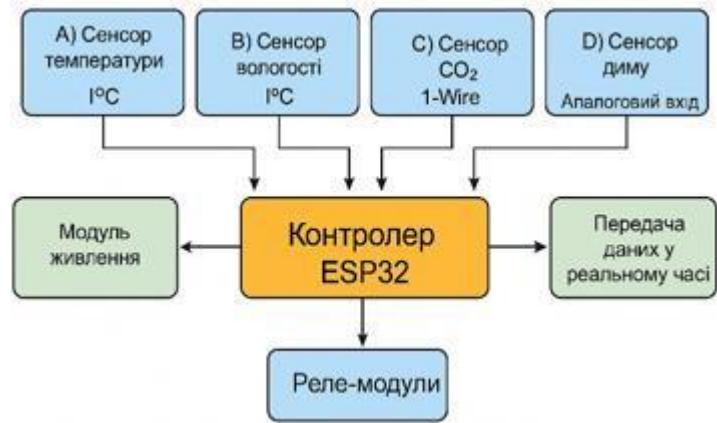 A) Сенсор
температури
IºC
B) Сенсор
вологості
IºC
C) Сенсор
CO₂
1-Wire
D) Сенсор
диму
Апалоговий вхід
Модуль
живлення
Контролер
ESP32
Передача
даних у
реальному часі
Реле-модули